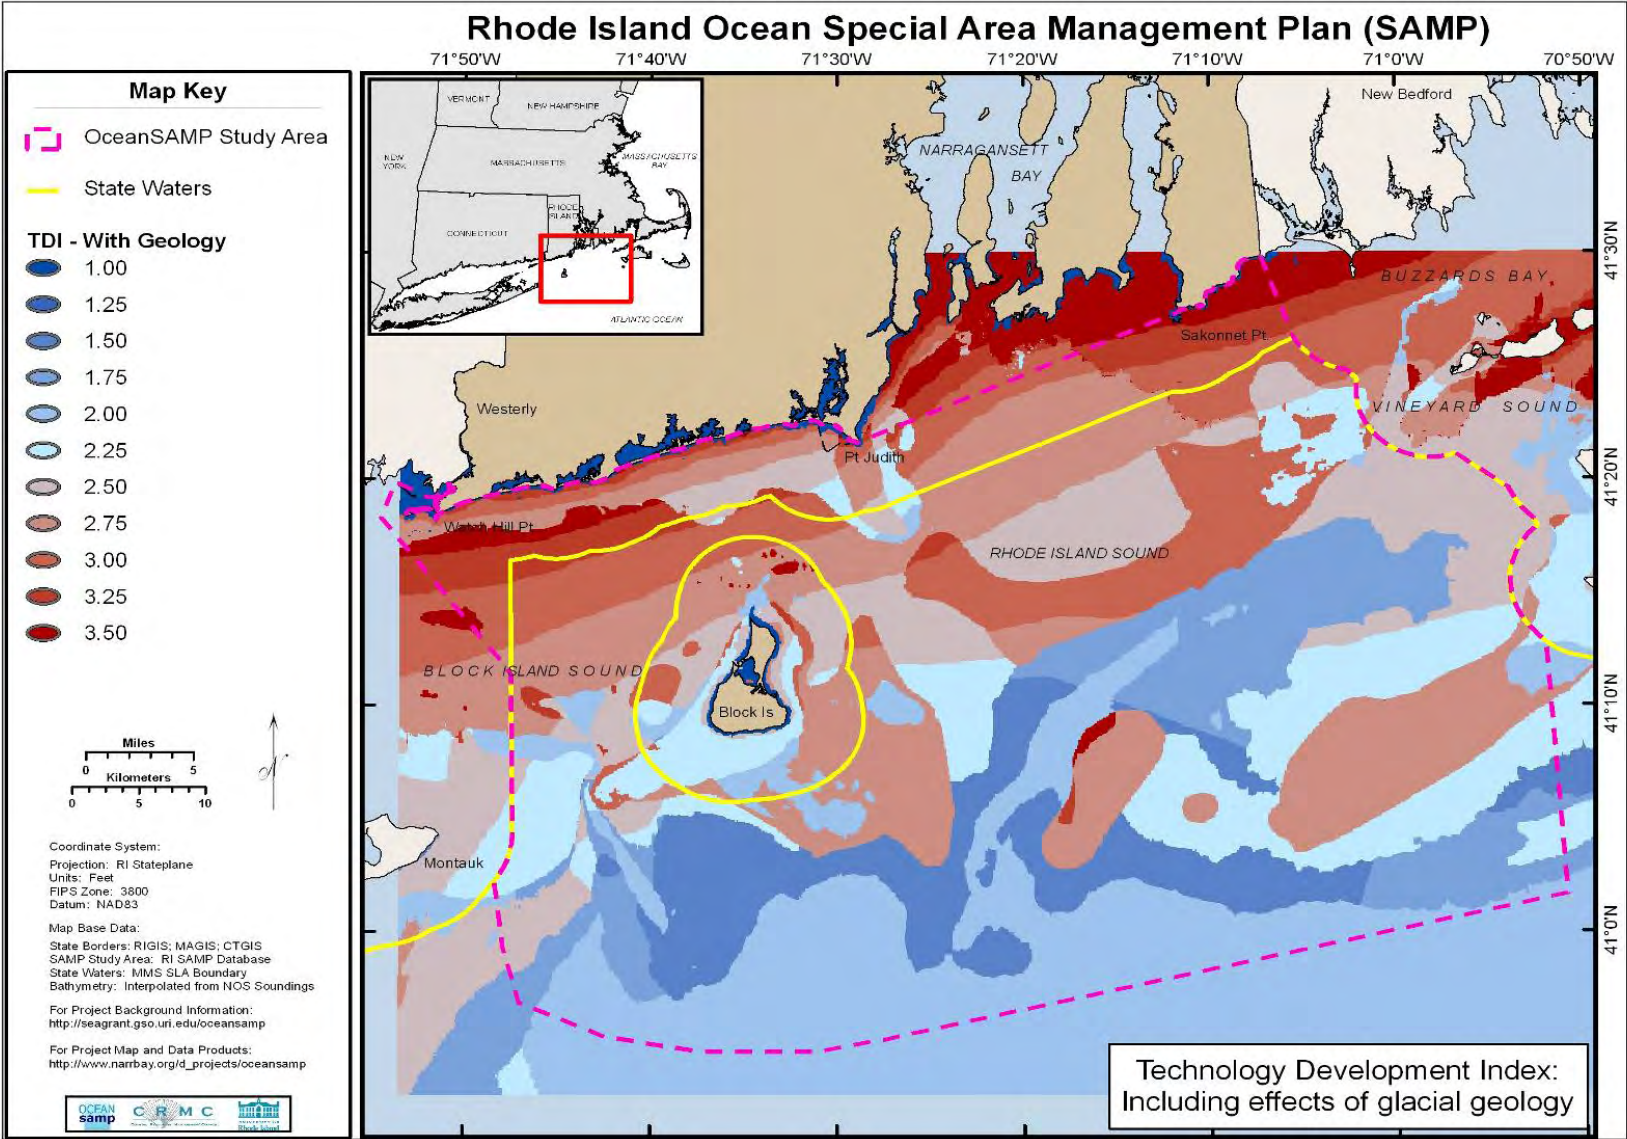 Rhode Island Ocean Special Area Management Plan (SAMP)
71°50'W
71°40'W
71°30'W
71°20'W
71°10'W
71°0'W
70°50'W
Map Key
OceanSAMP Study Area
State Waters
TDI - With Geology
1.00
1.25
1.50
1.75
2.00
2.25
2.50
2.75
3.00
3.25
3.50
Miles
0 5
Kilometers
0 5 10
N
Coordinate System:
Projection: RI Stateplane
Units: Feet
FIPS Zone: 3800
Datum: NAD83
Map Base Data:
State Borders: RIGIS; MAGIS; CTGIS
SAMP Study Area: RI SAMP Database
State Waters: MMS SLA Boundary
Bathymetry: Interpolated from NOS Soundings
For Project Background Information:
http://seagrant.gso.uri.edu/oceansamp
For Project Map and Data Products:
http://www.narrbay.org/d_projects/oceansamp
OCEAN
samp
C R M C
VERMONT
NEW HAMPSHIRE
NEW
YORK
MASSACHUSETTS
MASSACHUSETTS
BAY
RHODE
ISLAND
CONNECTICUT
ATLANTIC OCEAN
New Bedford
NARRAGANSETT
BAY
41°30'N
BUZZARDS BAY
Sakonnet Pt.
Westerly
VINEYARD SOUND
Pt Judith
41°20'N
Watch Hill Pt
RHODE ISLAND SOUND
BLOCK ISLAND SOUND
41°10'N
Block Is
Montauk
41°0'N
Technology Development Index:
Including effects of glacial geology